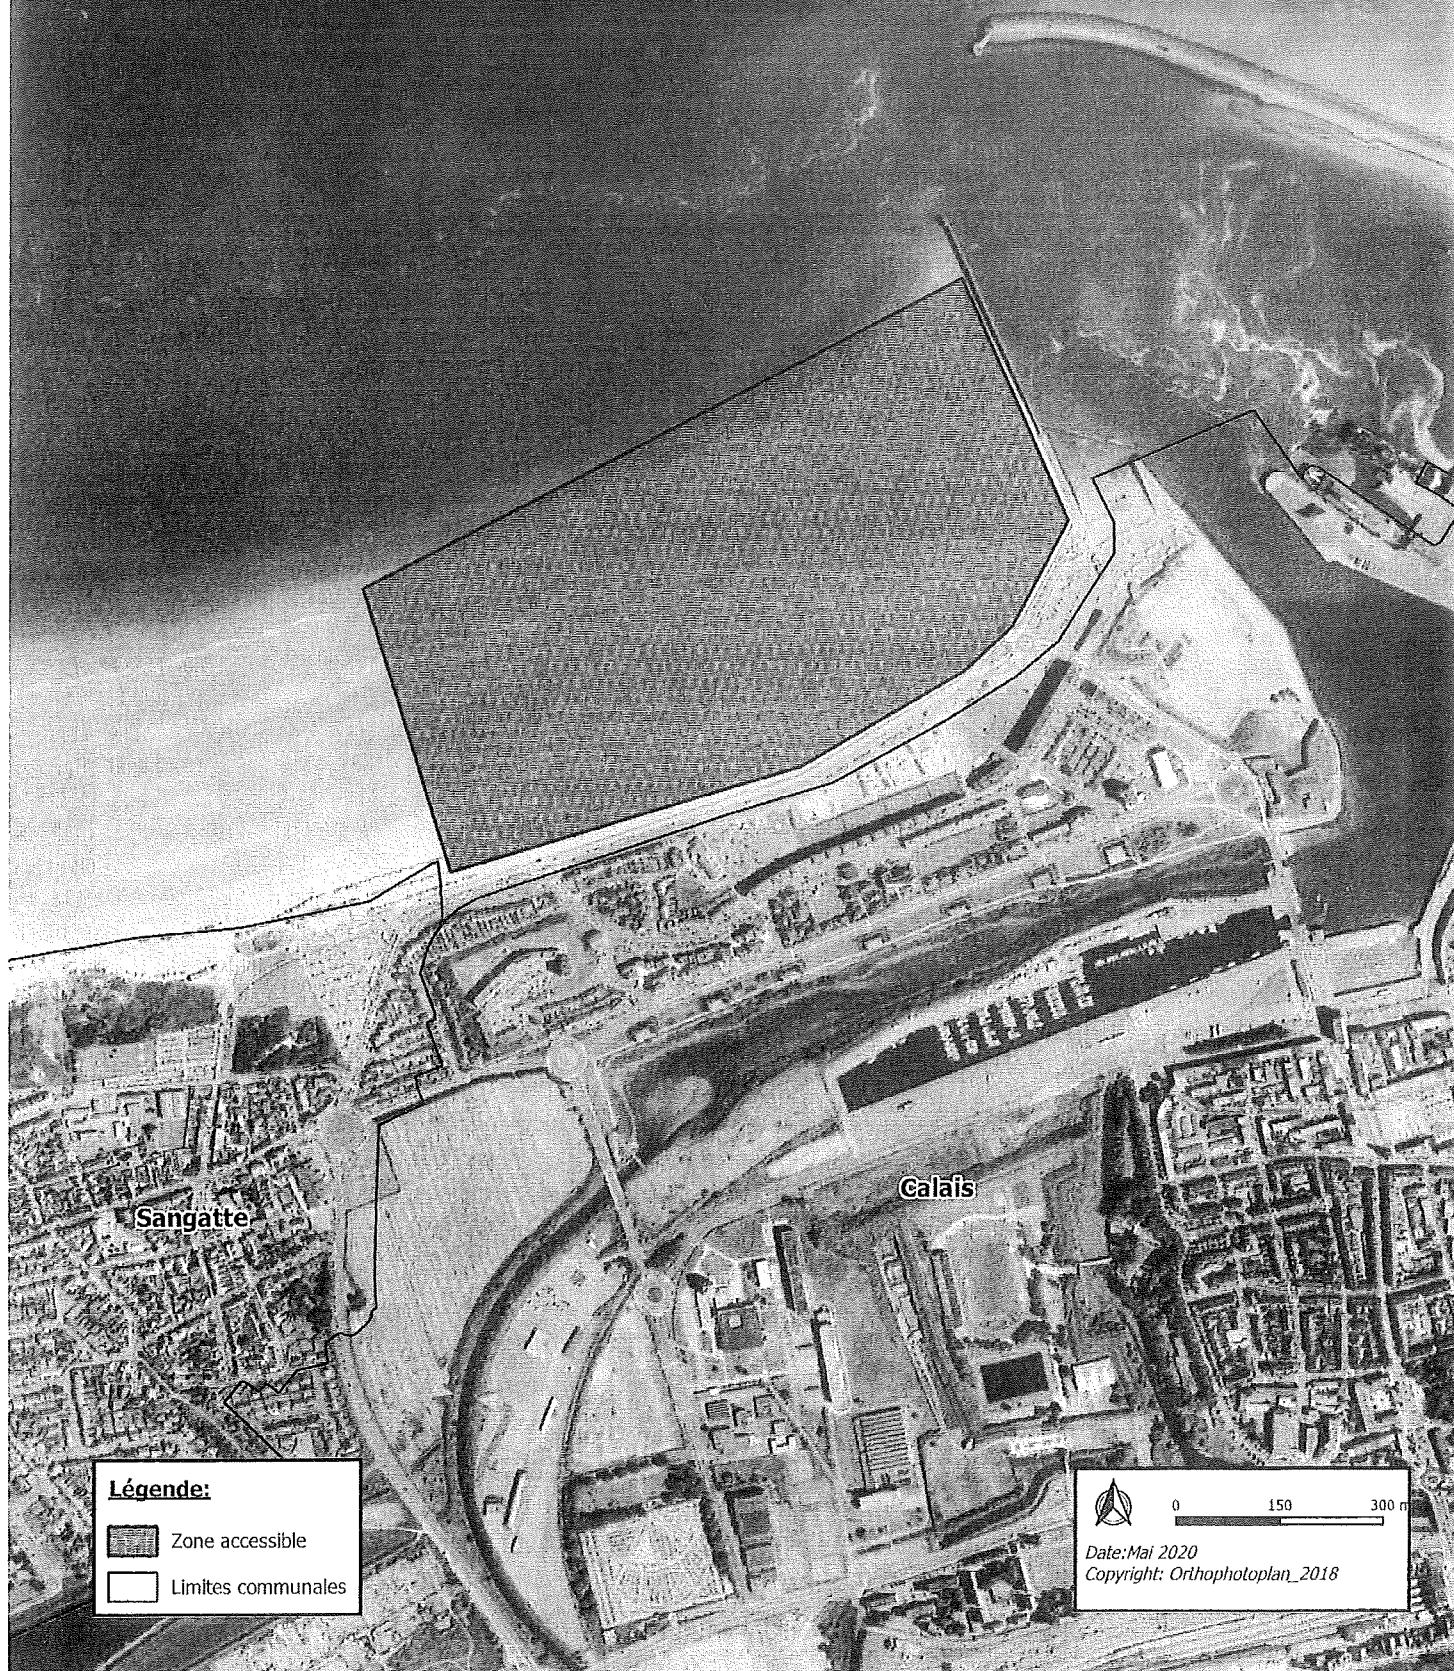 Calais
Sangatte
Légende:
Zone accessible
Limites communales
0 150 300 m
Date:Mai 2020
Copyright: Orthophotoplan_2018